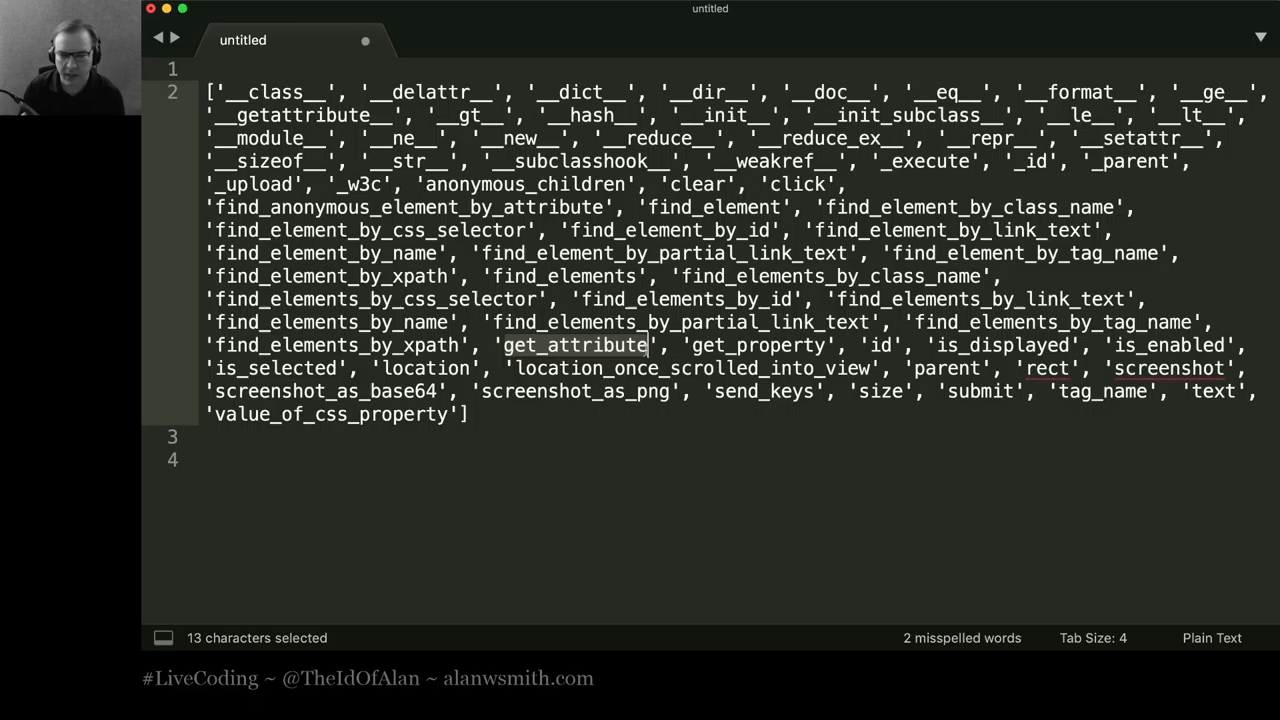 untitled
untitled
1
2 ['__class__', '__delattr__', '__dict__', '__dir__', '__doc__', '__eq__', '__format__', '__ge__',
'__getattribute__', '__gt__', '__hash__', '__init__', '__init_subclass__', '__le__', '__lt__',
'__module__', '__ne__', '__new__', '__reduce__', '__reduce_ex__', '__repr__', '__setattr__',
'__sizeof__', '__str__', '__subclasshook__', '__weakref__', '_execute', '_id', '_parent',
'_upload', '_w3c', 'anonymous_children', 'clear', 'click',
'find_anonymous_element_by_attribute', 'find_element', 'find_element_by_class_name',
'find_element_by_css_selector', 'find_element_by_id', 'find_element_by_link_text',
'find_element_by_name', 'find_element_by_partial_link_text', 'find_element_by_tag_name',
'find_element_by_xpath', 'find_elements', 'find_elements_by_class_name',
'find_elements_by_css_selector', 'find_elements_by_id', 'find_elements_by_link_text',
'find_elements_by_name', 'find_elements_by_partial_link_text', 'find_elements_by_tag_name',
'find_elements_by_xpath', 'get_attribute', 'get_property', 'id', 'is_displayed', 'is_enabled',
'is_selected', 'location', 'location_once_scrolled_into_view', 'parent', 'rect', 'screenshot',
'screenshot_as_base64', 'screenshot_as_png', 'send_keys', 'size', 'submit', 'tag_name', 'text',
'value_of_css_property']
3
4
13 characters selected 2 misspelled words Tab Size: 4 Plain Text
#LiveCoding ~ @TheIdOfAlan ~ alanwsmith.com